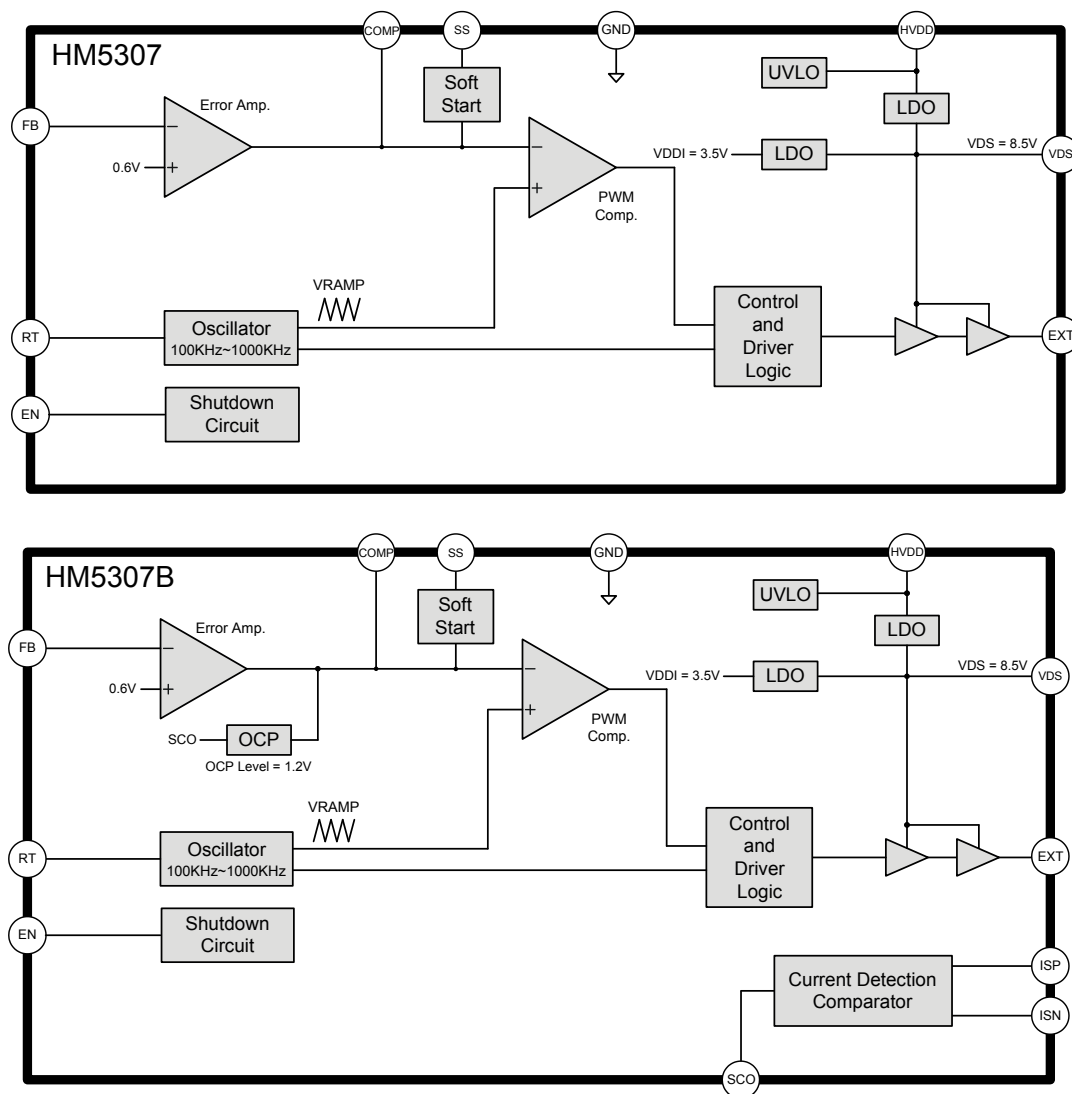 COMP
SS
GND
HVDD
HM5307
UVLO
Soft
Start
LDO
Error Amp.
FB
−
0.6V
+
−
+
PWM
Comp.
VDDI = 3.5V
LDO
VDS = 8.5V
VDS
VRAMP
RT
Oscillator
100KHz~1000KHz
Control
and
Driver
Logic
EXT
EN
Shutdown
Circuit
COMP
SS
GND
HVDD
HM5307B
UVLO
Soft
Start
LDO
Error Amp.
FB
−
0.6V
+
−
+
PWM
Comp.
VDDI = 3.5V
LDO
VDS = 8.5V
VDS
SCO
OCP
OCP Level = 1.2V
VRAMP
RT
Oscillator
100KHz~1000KHz
Control
and
Driver
Logic
EXT
EN
Shutdown
Circuit
Current Detection
Comparator
ISP
ISN
SCO